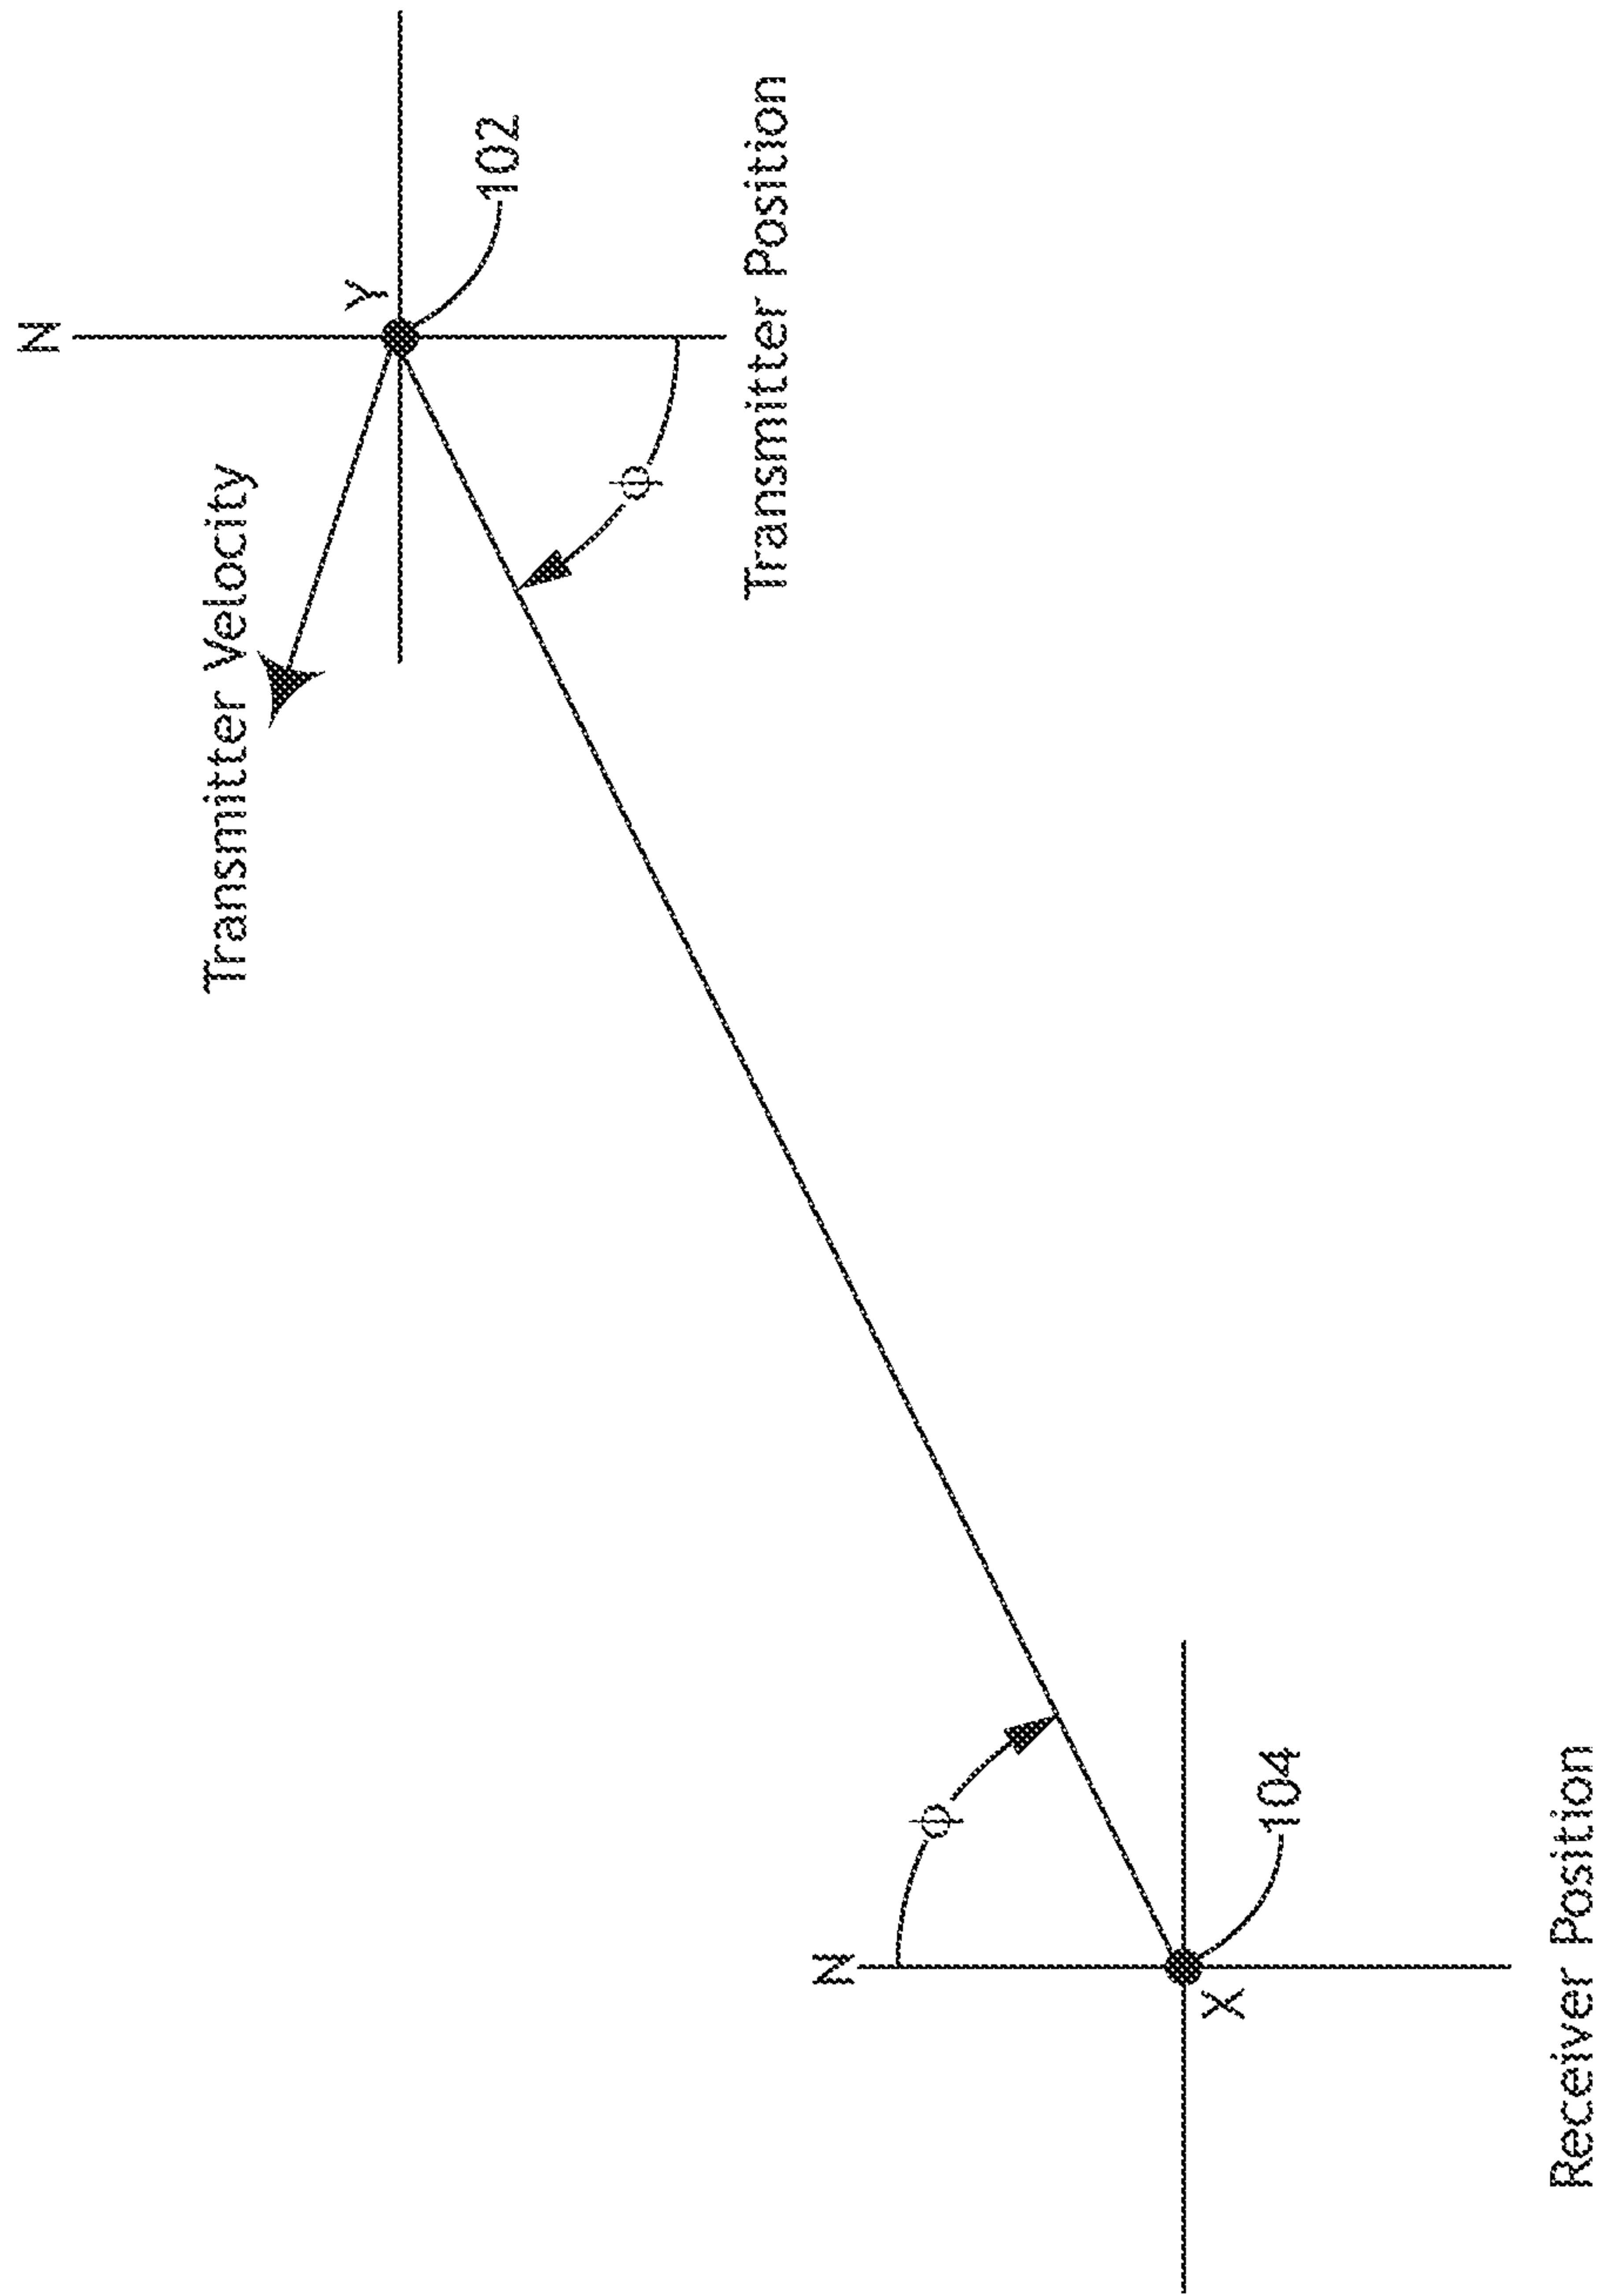 N
Transmitter Velocity
Y
102
ϕ
Transmitter Position
N
ϕ
X
104
Receiver Position